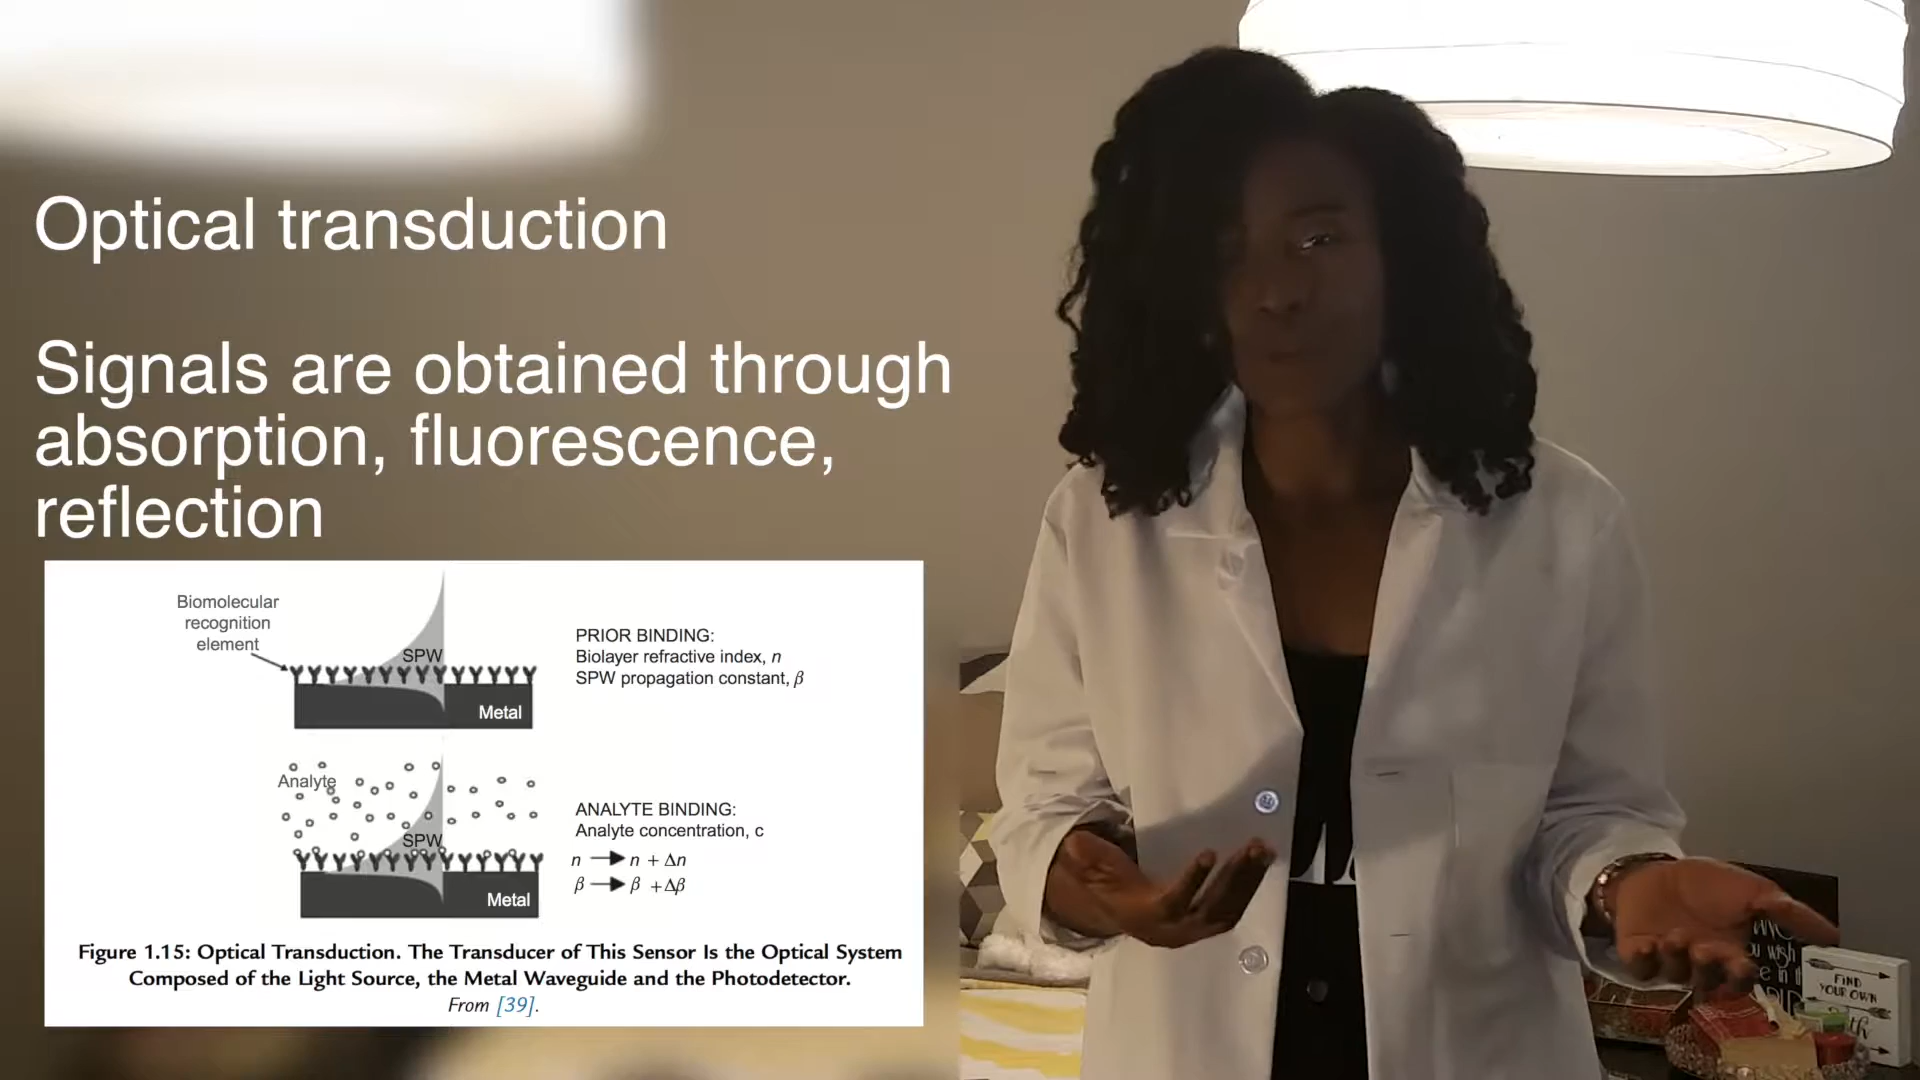 Optical transduction
Signals are obtained through
absorption, fluorescence,
reflection
Biomolecular
recognition
element
SPW
Metal
PRIOR BINDING:
Biolayer refractive index, n
SPW propagation constant, β
Analyte
SPW
Metal
ANALYTE BINDING:
Analyte concentration, c
n → n + Δn
β → β + Δβ
Figure 1.15: Optical Transduction. The Transducer of This Sensor Is the Optical System
Composed of the Light Source, the Metal Waveguide and the Photodetector.
From [39].
wish
FIND
YOUR OWN